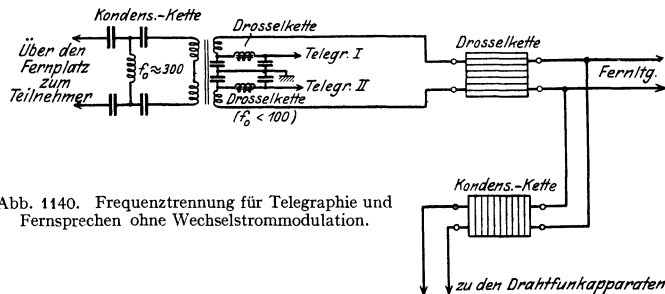 Kondens.-Kette
Drosselkette
Über den
Fernplatz
zum
Teilnehmer
f₀≈300
Telegr. I
Telegr. II
Drosselkette
(f₀ < 100)
Drosselkette
Fernltg.
Kondens.-Kette
zu den Drahtfunkapparaten
Abb. 1140. Frequenztrennung für Telegraphie und
Fernsprechen ohne Wechselstrommodulation.